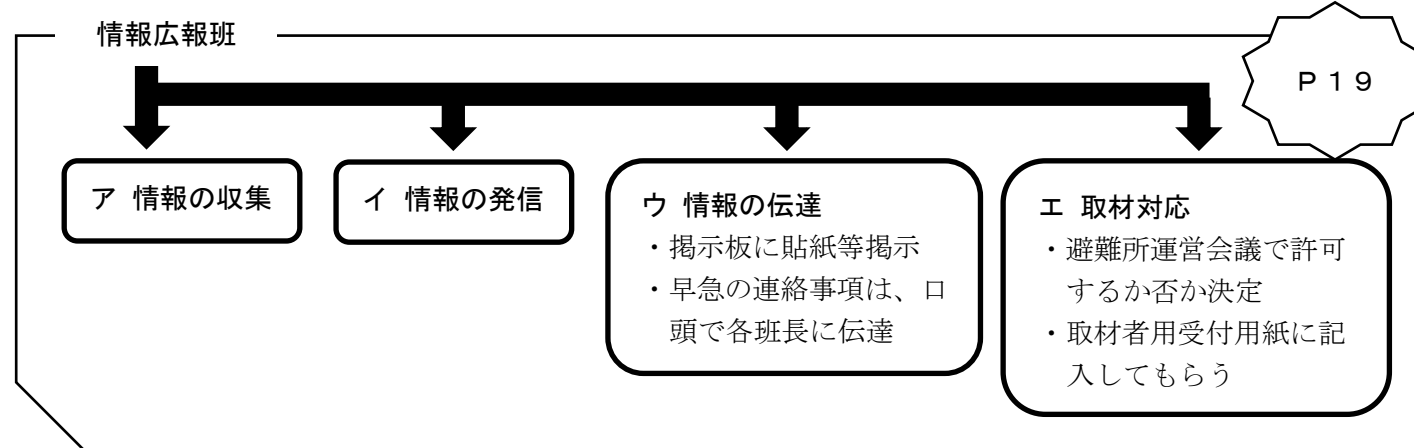 情報広報班
Ｐ１９
ア 情報の収集
イ 情報の発信
ウ 情報の伝達
・掲示板に貼紙等掲示
・早急の連絡事項は、口
頭で各班長に伝達
エ 取材対応
・避難所運営会議で許可
するか否か決定
・取材者用受付用紙に記
入してもらう